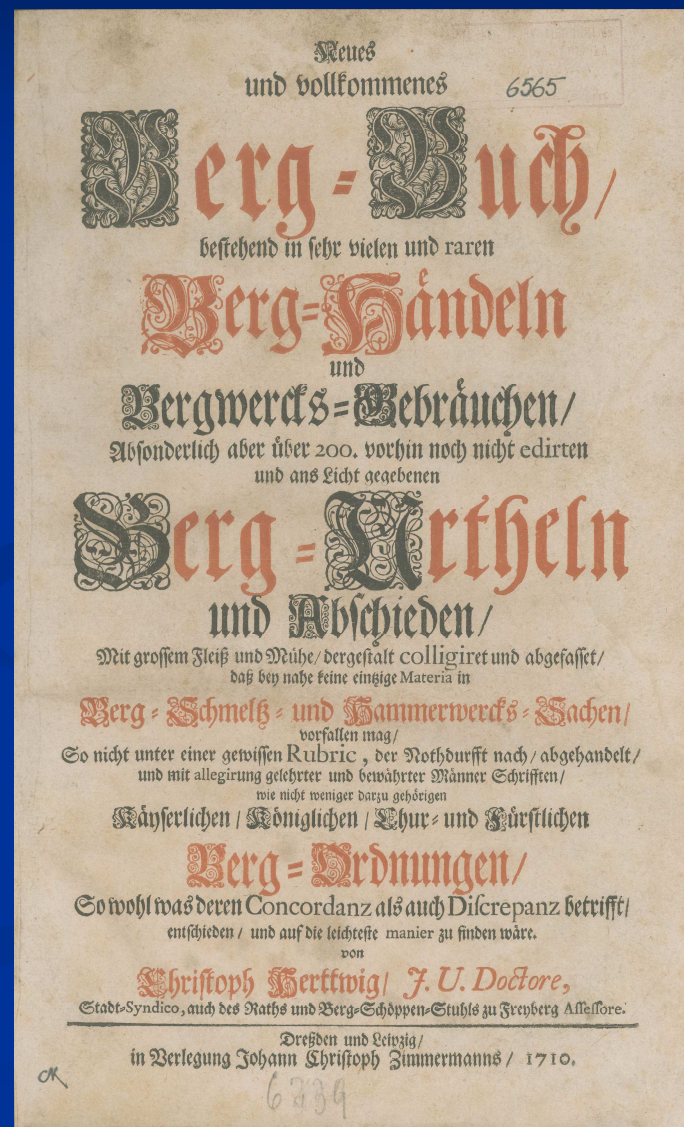 Neues
und vollkommenes
6565
Berg-Buch/
bestehend in sehr vielen und raren
Berg-Händeln
und
Bergwercks-Gebräuchen/
Absonderlich aber über 200. vorhin noch nicht edirten
und ans Licht gegebenen
Berg-Urtheln
und Abschieden/
Mit grossem Fleiß und Mühe/ dergestalt colligiret und abgefasset/
daß bey nahe keine eintzige Materia in
Berg- Schmeltz- und Hammerwercks-Sachen/
vorfallen mag/
So nicht unter einer gewissen Rubric, der Nothdurfft nach/ abgehandelt/
und mit allegirung gelehrter und bewährter Männer Schrifften/
wie nicht weniger darzu gehörigen
Käyserlichen/ Königlichen/ Chur- und Fürstlichen
Berg-Ordnungen/
So wohl was deren Concordanz als auch Discrepanz betrifft/
entschieden/ und auf die leichteste manier zu finden wäre.
von
Christoph Herttwig/ J. U. Doctore,
Stadt-Syndico, auch des Raths und Berg-Schöppen-Stuhls zu Freyberg Assessore.
Dreßden und Leipzig/
in Verlegung Johann Christoph Zimmermanns/ 1710.
6339